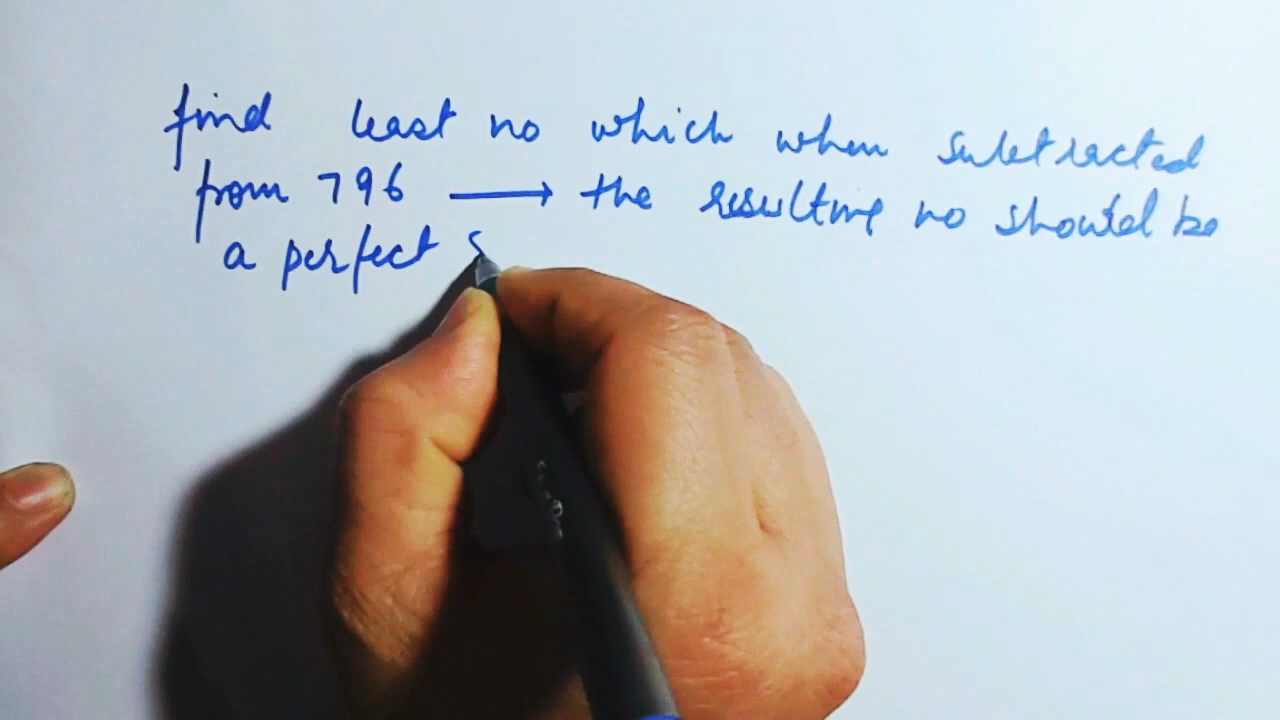 find least no which when subtracted
from 796 → the resulting no should be
a perfect s